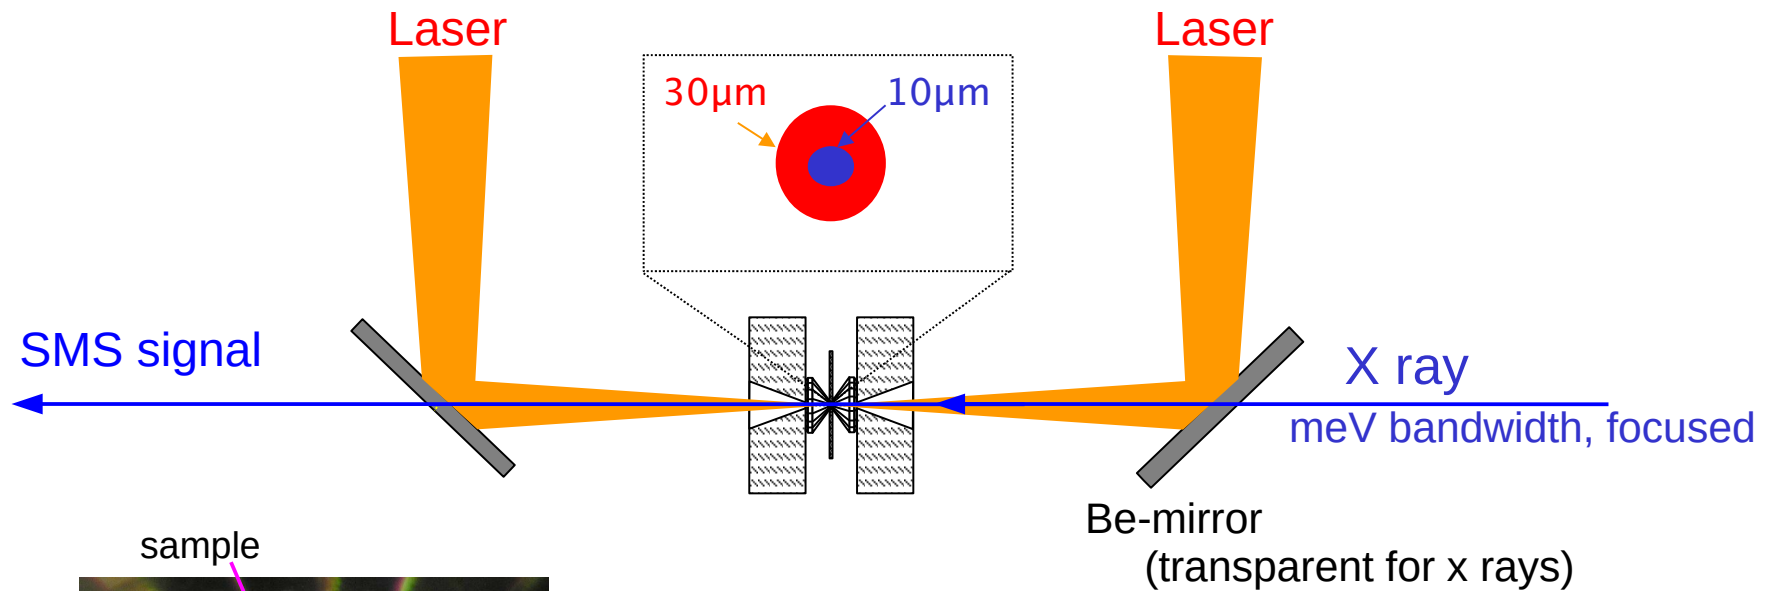 Laser
Laser
30μm
10μm
SMS signal
X ray
meV bandwidth, focused
Be-mirror
(transparent for x rays)
sample